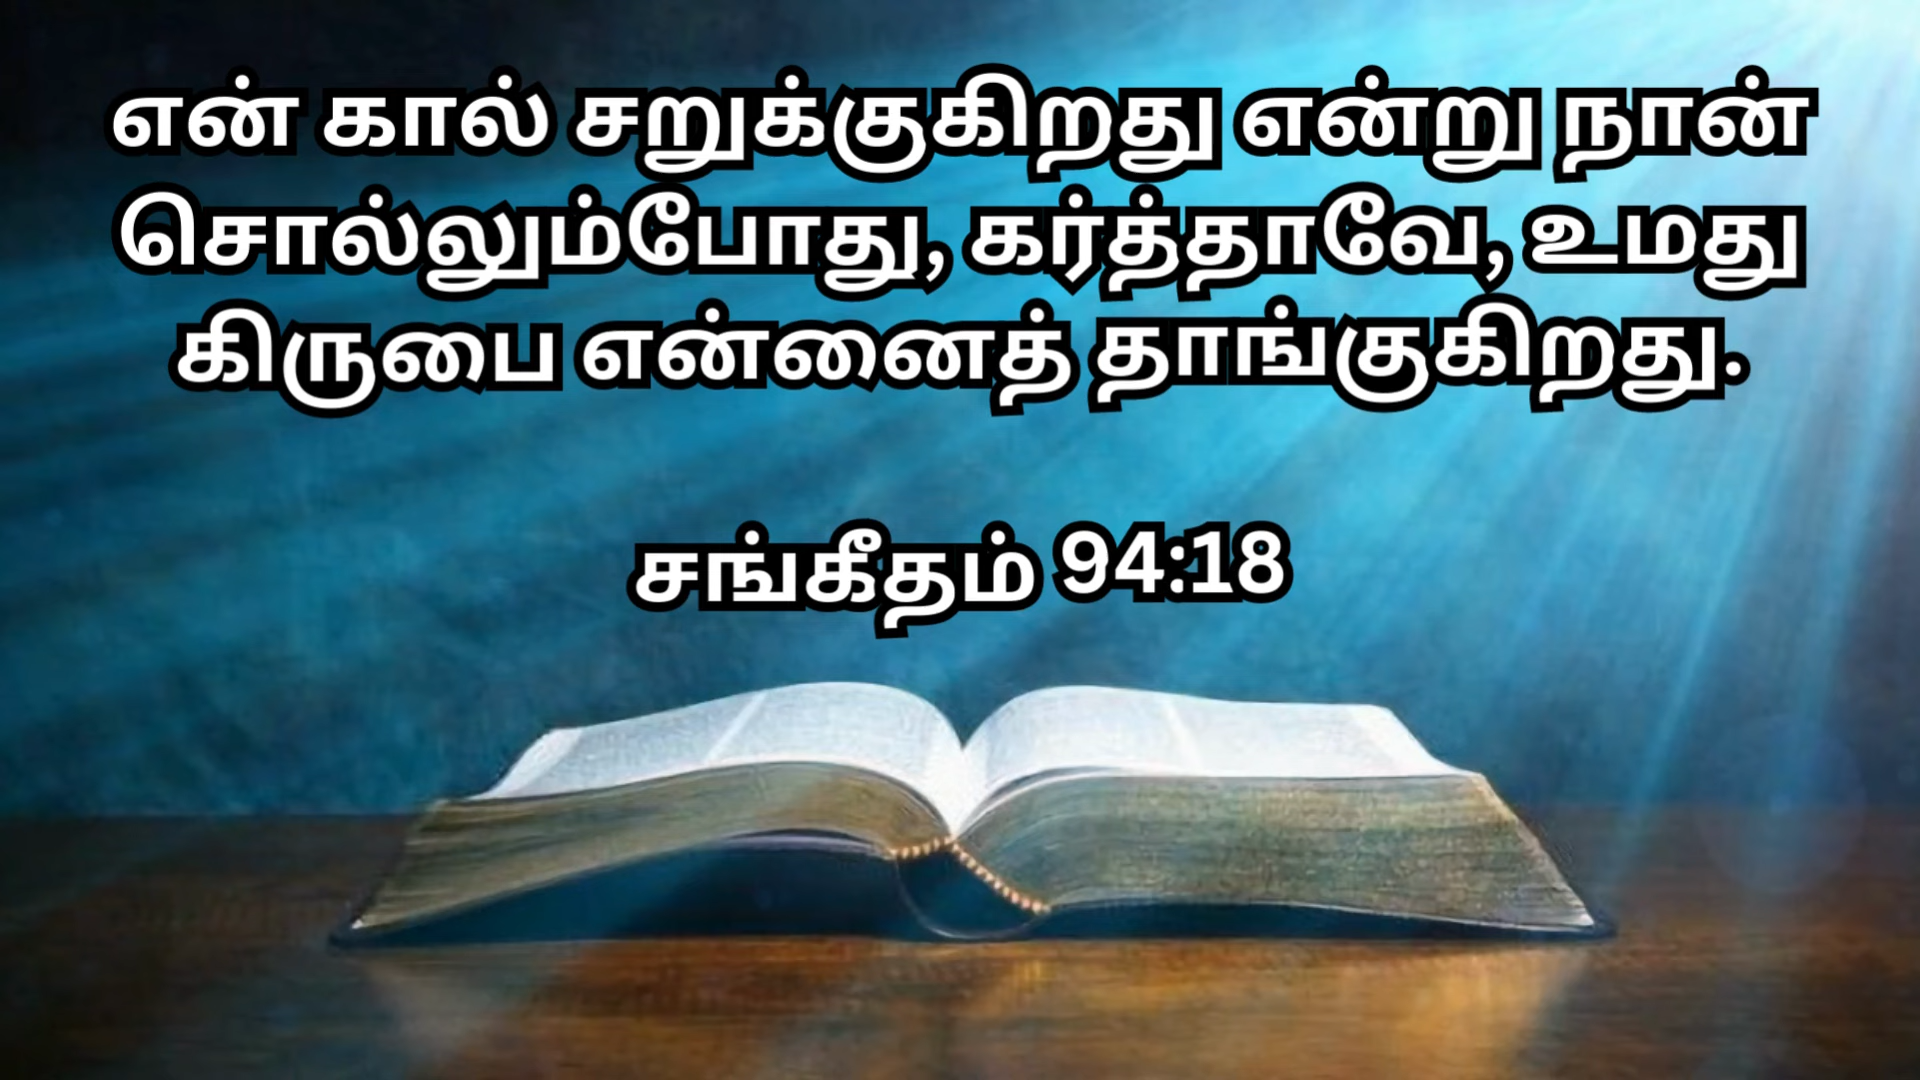 என் கால் சறுக்குகிறது என்று நான்
சொல்லும்போது, கர்த்தாவே, உமது
கிருபை என்னைத் தாங்குகிறது.
சங்கீதம் 94:18